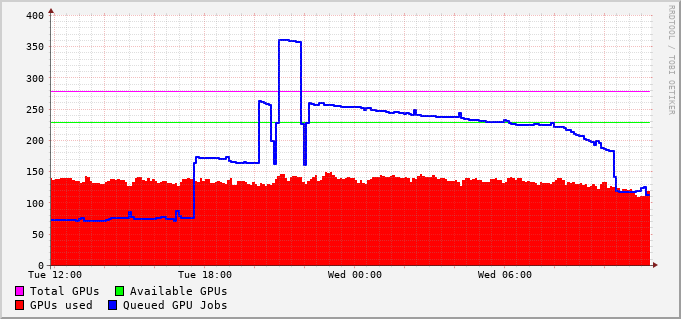 400
350
300
250
200
150
100
50
0
Tue 12:00 Tue 18:00 Wed 00:00 Wed 06:00
Total GPUs Available GPUs
GPUs used Queued GPU Jobs
RRDTOOL / TOBI OETIKER